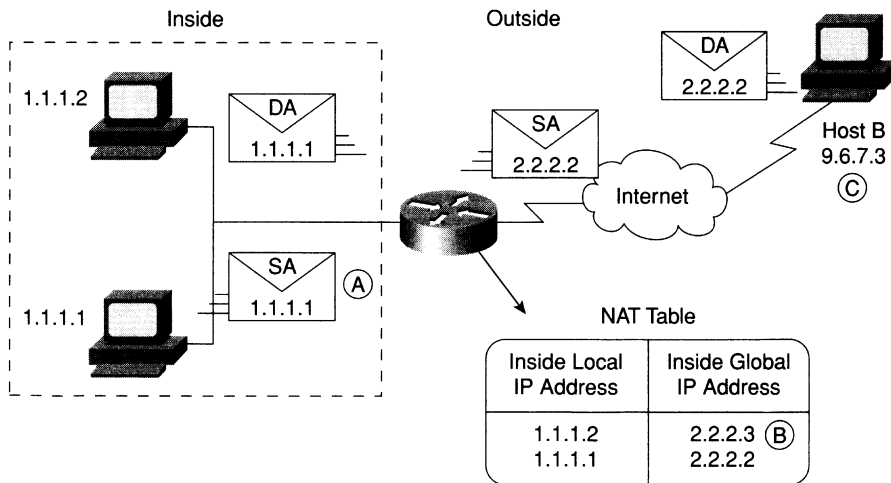 Inside
Outside
1.1.1.2
DA
1.1.1.1
SA
2.2.2.2
DA
2.2.2.2
Host B
9.6.7.3
C
Internet
1.1.1.1
SA
1.1.1.1
A
NAT Table
Inside Local
IP Address
Inside Global
IP Address
1.1.1.2
2.2.2.3
B
1.1.1.1
2.2.2.2